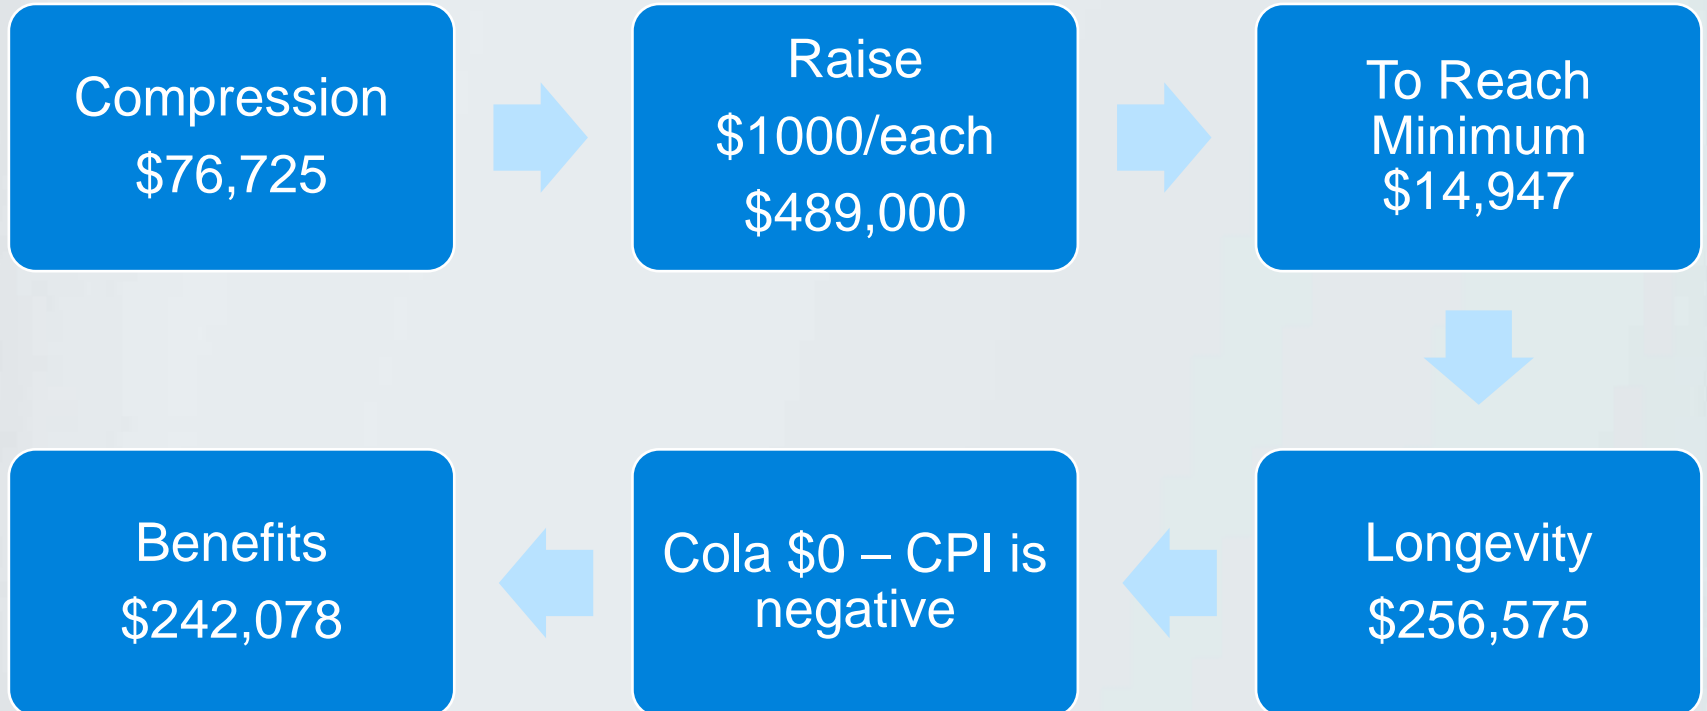 Compression
$76,725
Raise
$1000/each
$489,000
To Reach
Minimum
$14,947
Longevity
$256,575
Cola $0 – CPI is
negative
Benefits
$242,078